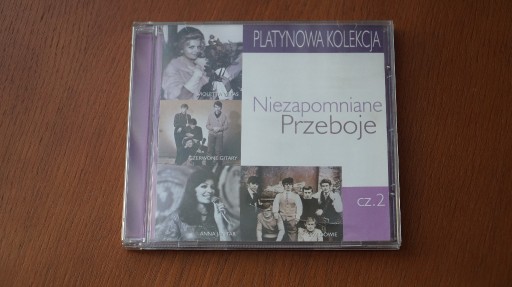 PLATYNOWA KOLEKCJA
Niezapomniane
Przeboje
CZERWONE GITARY
ANNA
cz.2